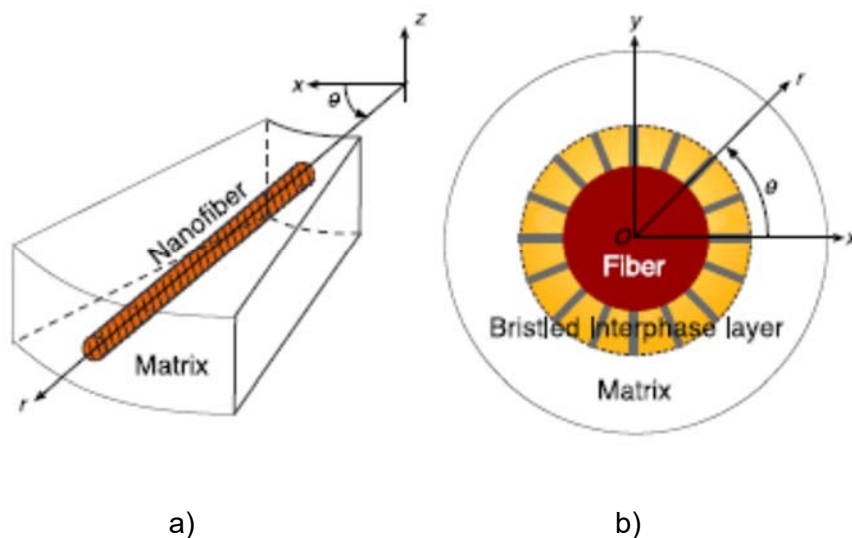 z
x
θ
Nanofiber
Matrix
r
y
r
θ
O
x
Fiber
Bristled Interphase layer
Matrix
a) b)